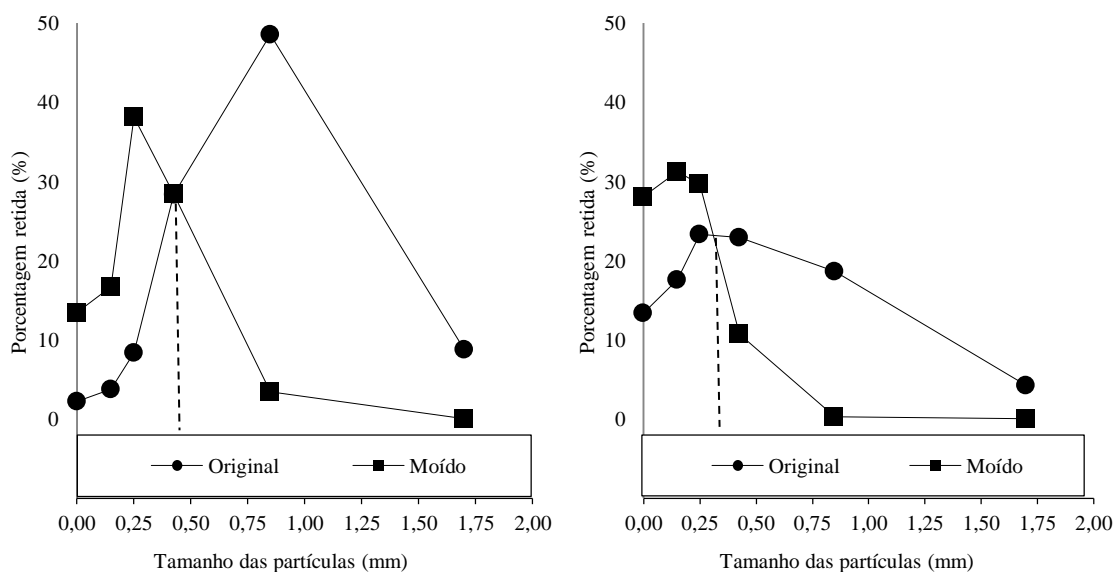 50
40
30
20
10
0
Porcentagem retida (%)
Original
Moído
0,00 0,25 0,50 0,75 1,00 1,25 1,50 1,75 2,00
Tamanho das partículas (mm)
50
40
30
20
10
0
Porcentagem retida (%)
Original
Moído
0,00 0,25 0,50 0,75 1,00 1,25 1,50 1,75 2,00
Tamanho das partículas (mm)